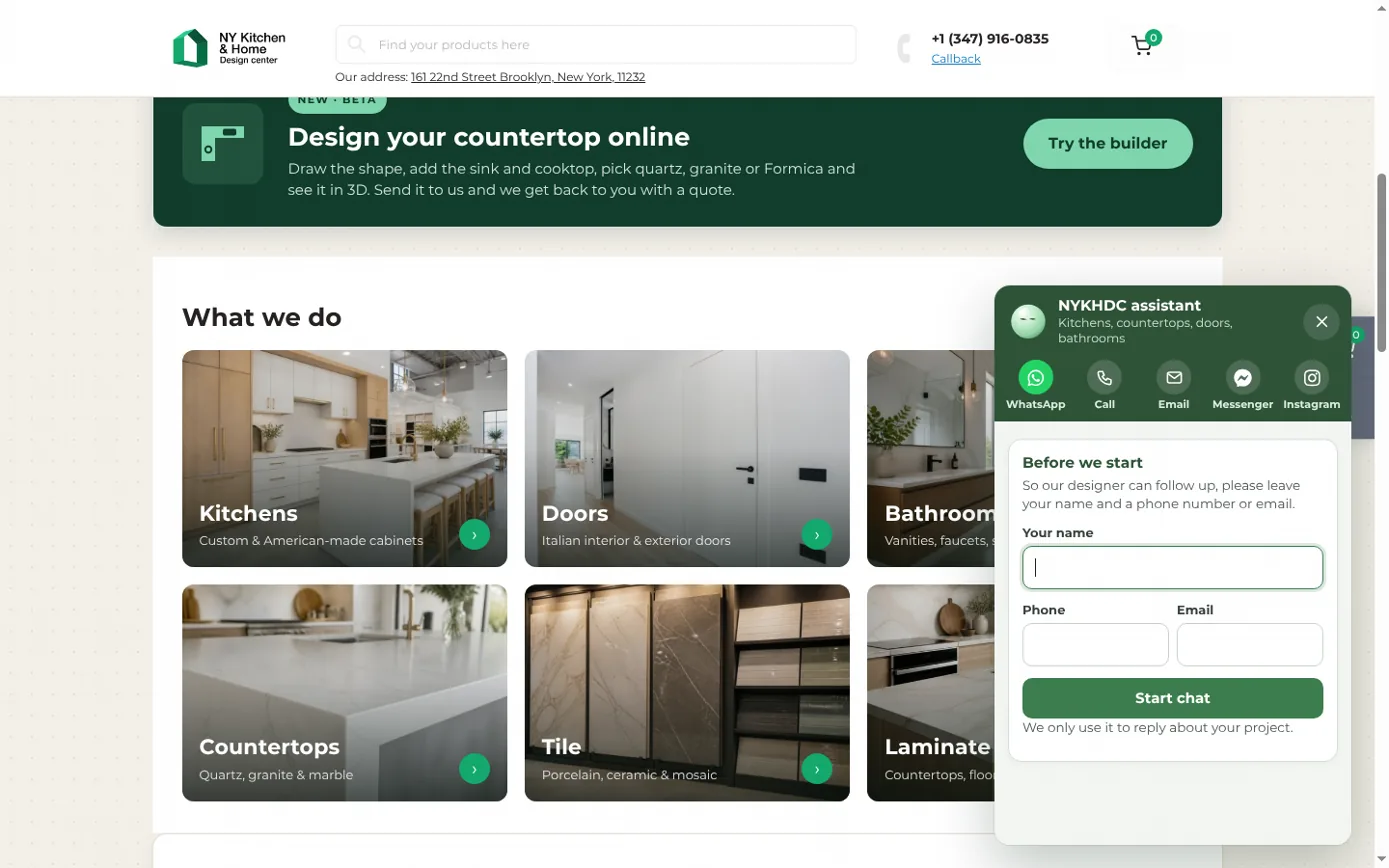 NY Kitchen
& Home
Design center
Find your products here
Our address: 161 22nd Street Brooklyn, New York, 11232
+1 (347) 916-0835
Callback
0
NEW · BETA
Design your countertop online
Draw the shape, add the sink and cooktop, pick quartz, granite or Formica and
see it in 3D. Send it to us and we get back to you with a quote.
Try the builder
What we do
Kitchens
Custom & American-made cabinets
Doors
Italian interior & exterior doors
Bathroom
Vanities, faucets,
Countertops
Quartz, granite & marble
Tile
Porcelain, ceramic & mosaic
Laminate
Countertops,
NYKHDC assistant
Kitchens, countertops, doors,
bathrooms
0
WhatsApp
Call
Email
Messenger
Instagram
Before we start
So our designer can follow up, please leave
your name and a phone number or email.
Your name
Phone
Email
Start chat
We only use it to reply about your project.